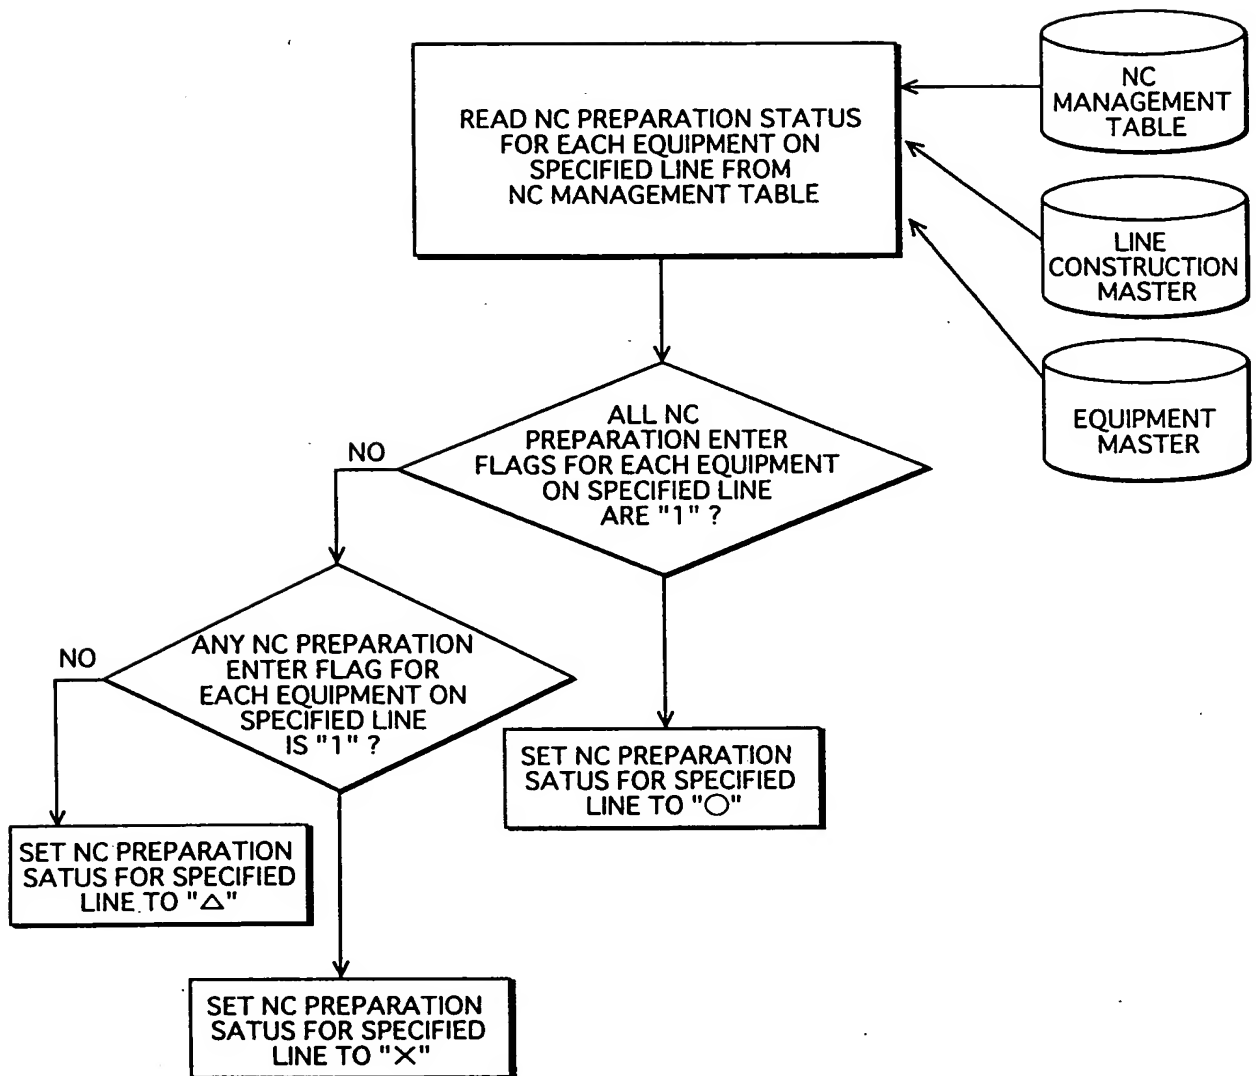 READ NC PREPARATION STATUS
FOR EACH EQUIPMENT ON
SPECIFIED LINE FROM
NC MANAGEMENT TABLE
NC
MANAGEMENT
TABLE
LINE
CONSTRUCTION
MASTER
EQUIPMENT
MASTER
ALL NC
PREPARATION ENTER
FLAGS FOR EACH EQUIPMENT
ON SPECIFIED LINE
ARE "1" ?
NO
ANY NC PREPARATION
ENTER FLAG FOR
EACH EQUIPMENT ON
SPECIFIED LINE
IS "1" ?
NO
SET NC PREPARATION
SATUS FOR SPECIFIED
LINE TO "○"
SET NC PREPARATION
SATUS FOR SPECIFIED
LINE TO "△"
SET NC PREPARATION
SATUS FOR SPECIFIED
LINE TO "×"